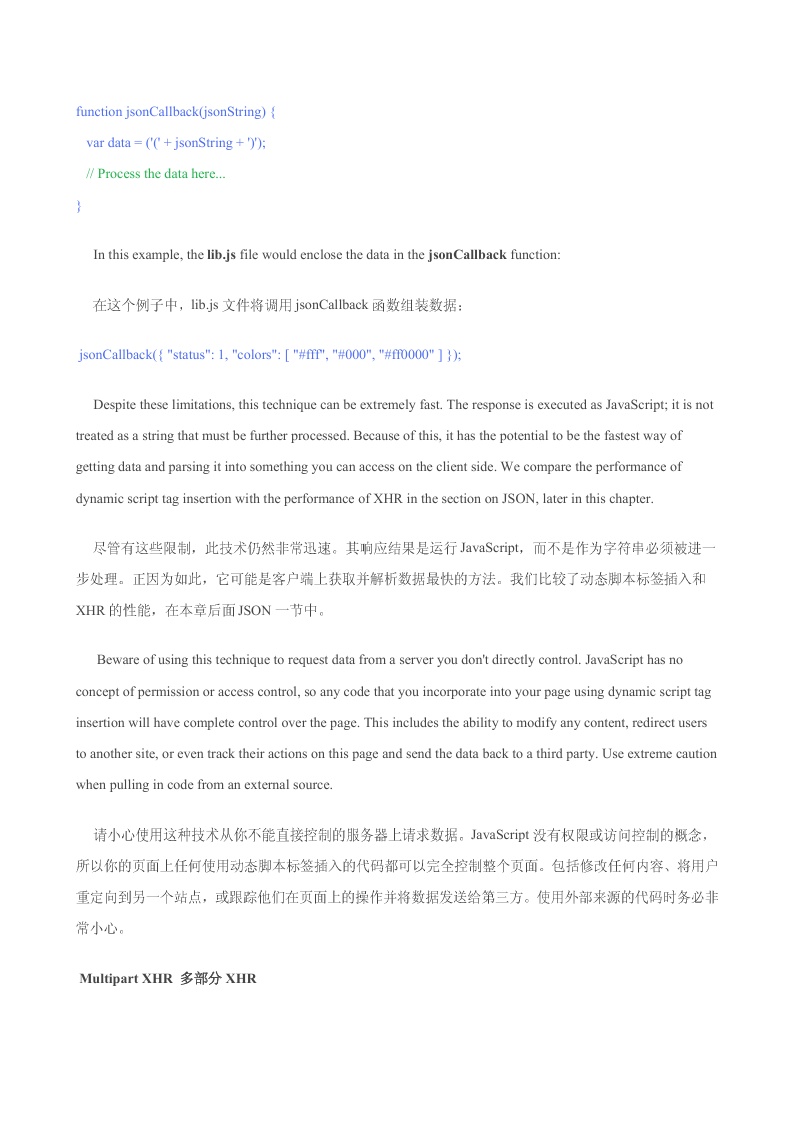 function jsonCallback(jsonString) {
var data = ('(' + jsonString + ')');
// Process the data here...
}
In this example, the lib.js file would enclose the data in the jsonCallback function:
在这个例子中，lib.js 文件将调用 jsonCallback 函数组装数据：
jsonCallback({ "status": 1, "colors": [ "#fff", "#000", "#ff0000" ] });
Despite these limitations, this technique can be extremely fast. The response is executed as JavaScript; it is not
treated as a string that must be further processed. Because of this, it has the potential to be the fastest way of
getting data and parsing it into something you can access on the client side. We compare the performance of
dynamic script tag insertion with the performance of XHR in the section on JSON, later in this chapter.
尽管有这些限制，此技术仍然非常迅速。其响应结果是运行 JavaScript，而不是作为字符串必须被进一
步处理。正因为如此，它可能是客户端上获取并解析数据最快的方法。我们比较了动态脚本标签插入和
XHR 的性能，在本章后面 JSON 一节中。
Beware of using this technique to request data from a server you don't directly control. JavaScript has no
concept of permission or access control, so any code that you incorporate into your page using dynamic script tag
insertion will have complete control over the page. This includes the ability to modify any content, redirect users
to another site, or even track their actions on this page and send the data back to a third party. Use extreme caution
when pulling in code from an external source.
请小心使用这种技术从你不能直接控制的服务器上请求数据。JavaScript 没有权限或访问控制的概念，
所以你的页面上任何使用动态脚本标签插入的代码都可以完全控制整个页面。包括修改任何内容、将用户
重定向到另一个站点，或跟踪他们在页面上的操作并将数据发送给第三方。使用外部来源的代码时务必非
常小心。
Multipart XHR 多部分 XHR